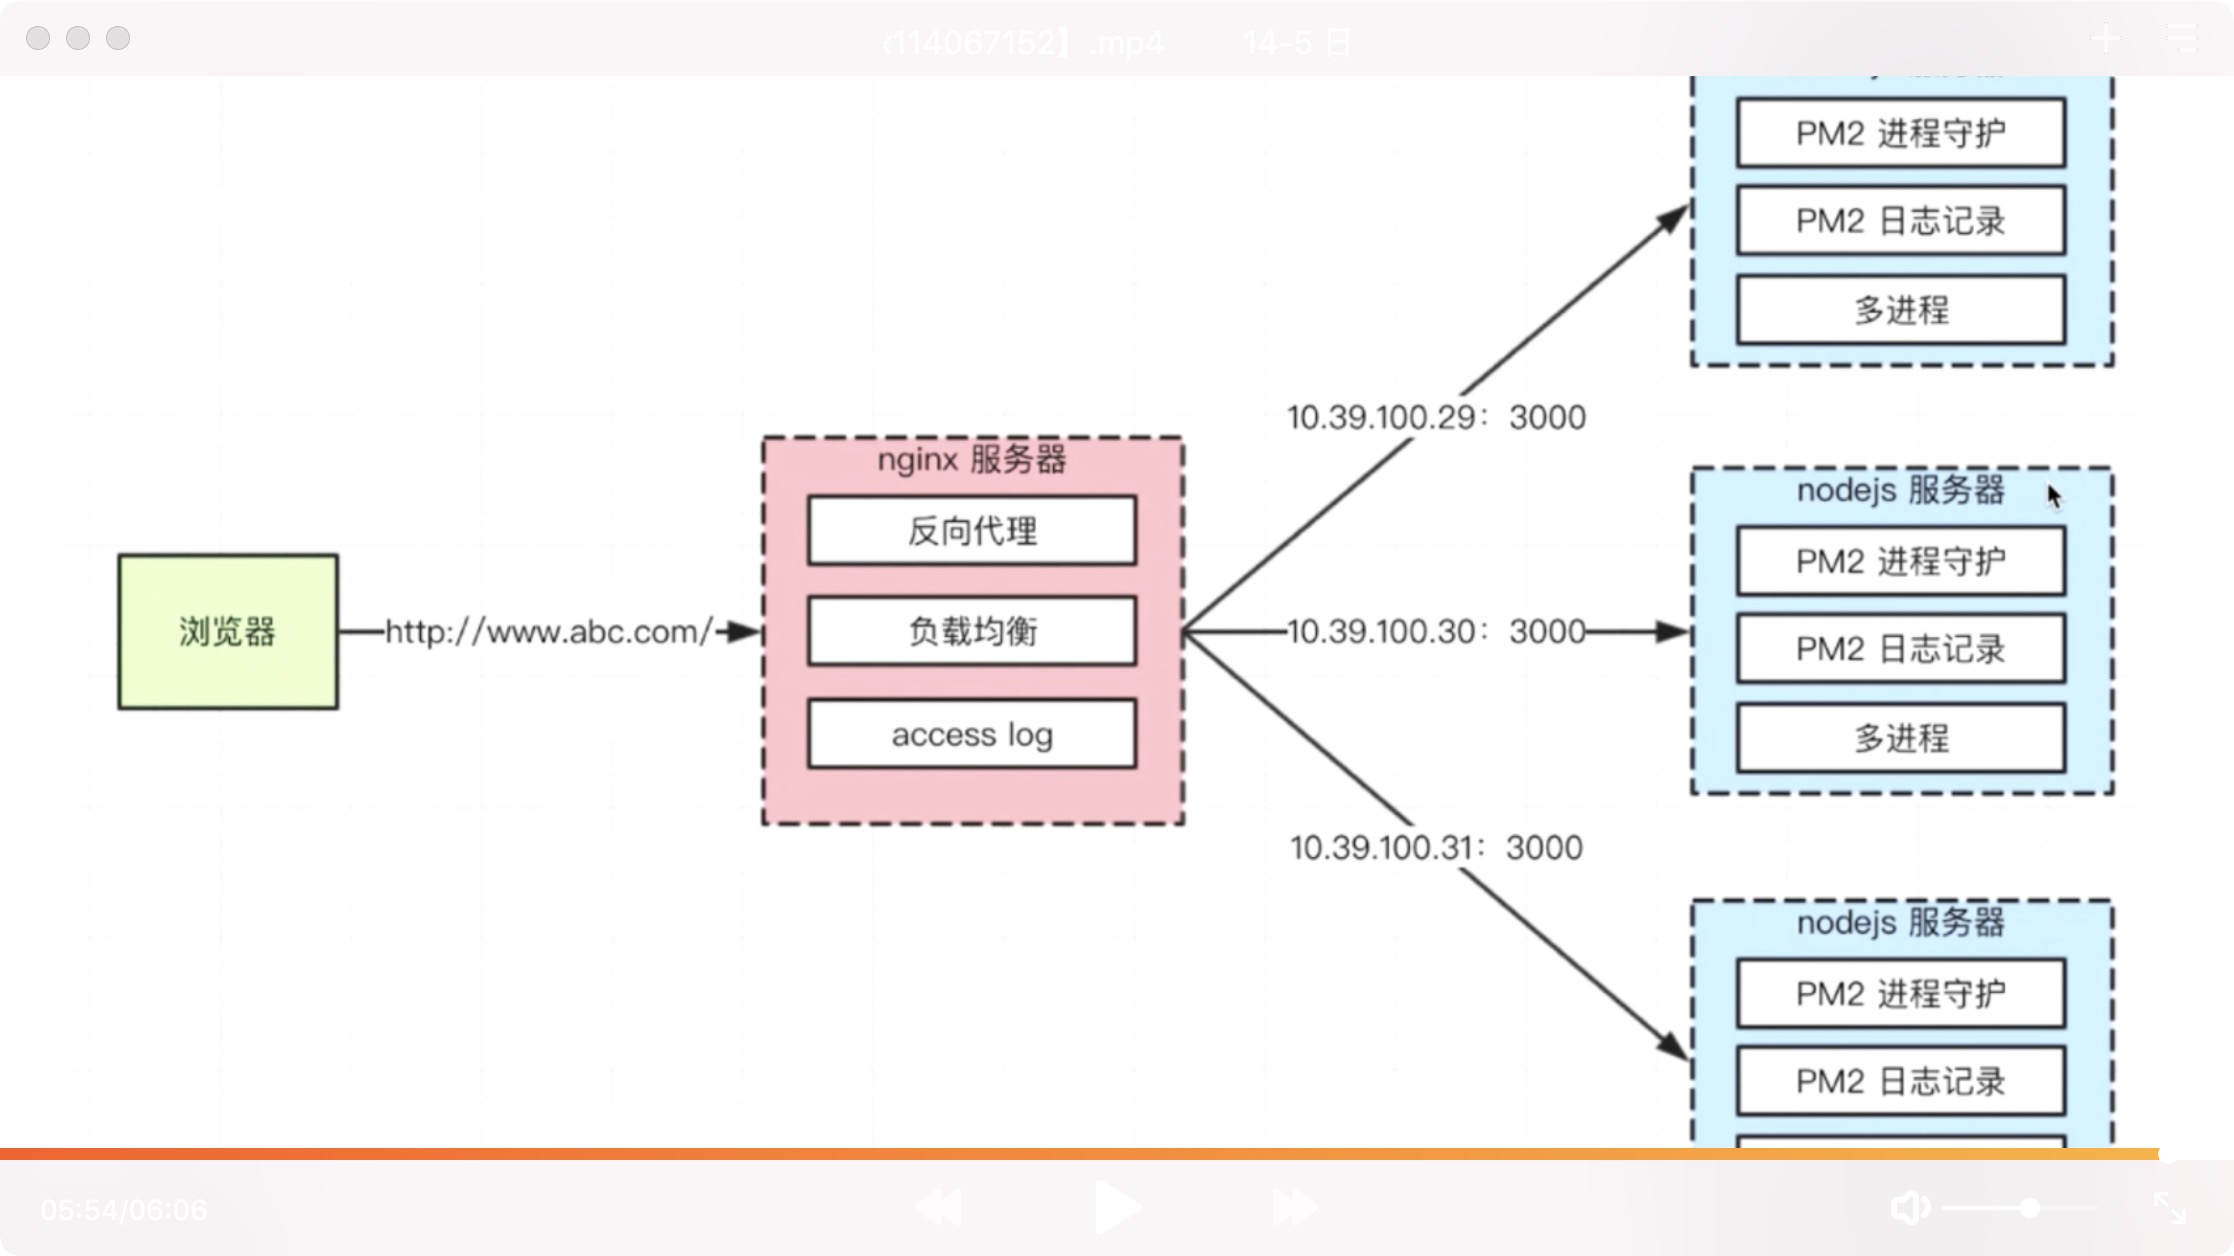 ‹114067152】.mp4 14-5 日
PM2 进程守护
PM2 日志记录
多进程
10.39.100.29：3000
nginx 服务器
反向代理
负载均衡
access log
浏览器
http://www.abc.com/
10.39.100.30：3000
nodejs 服务器
PM2 进程守护
PM2 日志记录
多进程
10.39.100.31：3000
nodejs 服务器
PM2 进程守护
PM2 日志记录
05:54/06:06